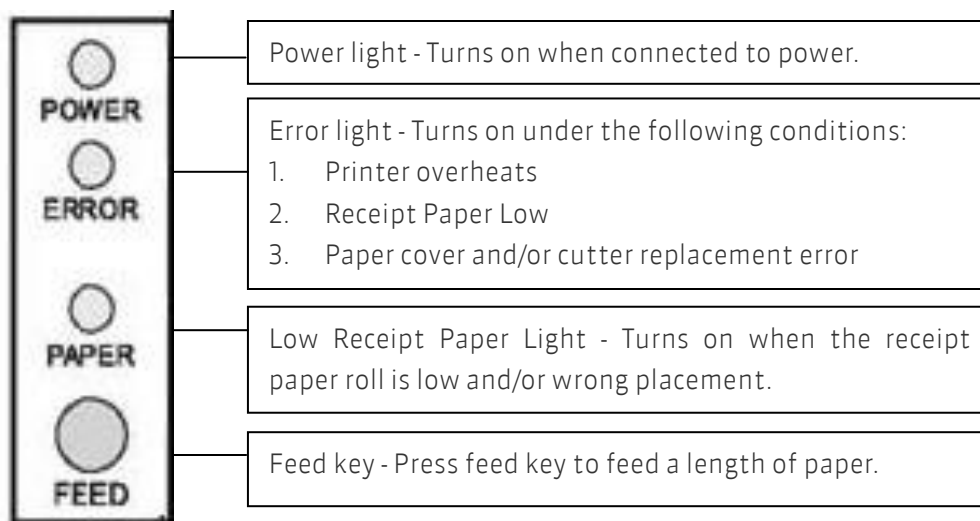 POWER
Power light - Turns on when connected to power.
ERROR
Error light - Turns on under the following conditions:
1. Printer overheats
2. Receipt Paper Low
3. Paper cover and/or cutter replacement error
PAPER
Low Receipt Paper Light - Turns on when the receipt
paper roll is low and/or wrong placement.
FEED
Feed key - Press feed key to feed a length of paper.